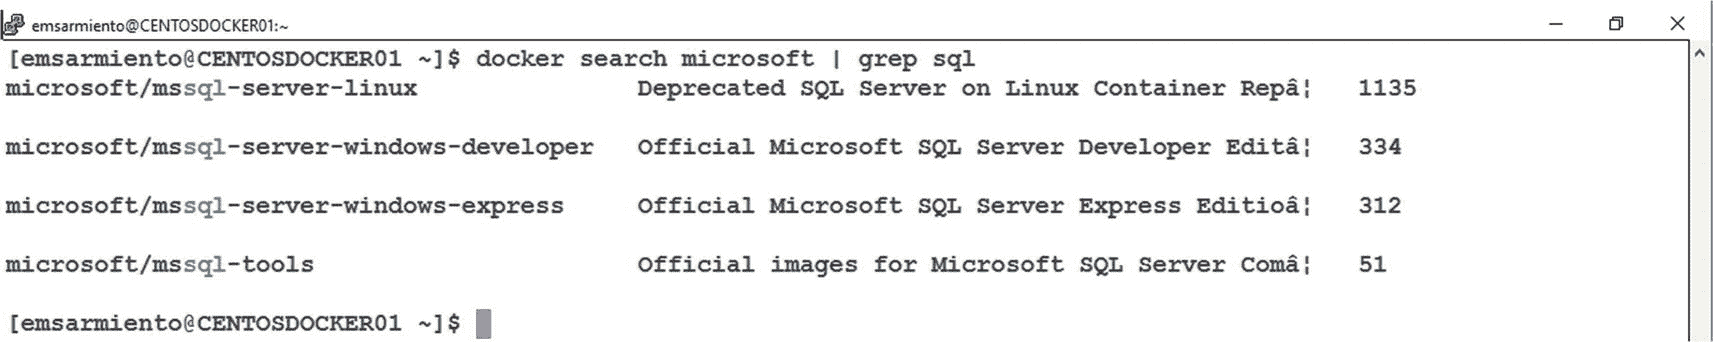 emsarmiento@CENTOSDOCKER01:~
[emsarmiento@CENTOSDOCKER01 ~]$ docker search microsoft | grep sql
microsoft/mssql-server-linux Deprecated SQL Server on Linux Container Repâ¦ 1135
microsoft/mssql-server-windows-developer Official Microsoft SQL Server Developer Editâ¦ 334
microsoft/mssql-server-windows-express Official Microsoft SQL Server Express Editioâ¦ 312
microsoft/mssql-tools Official images for Microsoft SQL Server Comâ¦ 51
[emsarmiento@CENTOSDOCKER01 ~]$